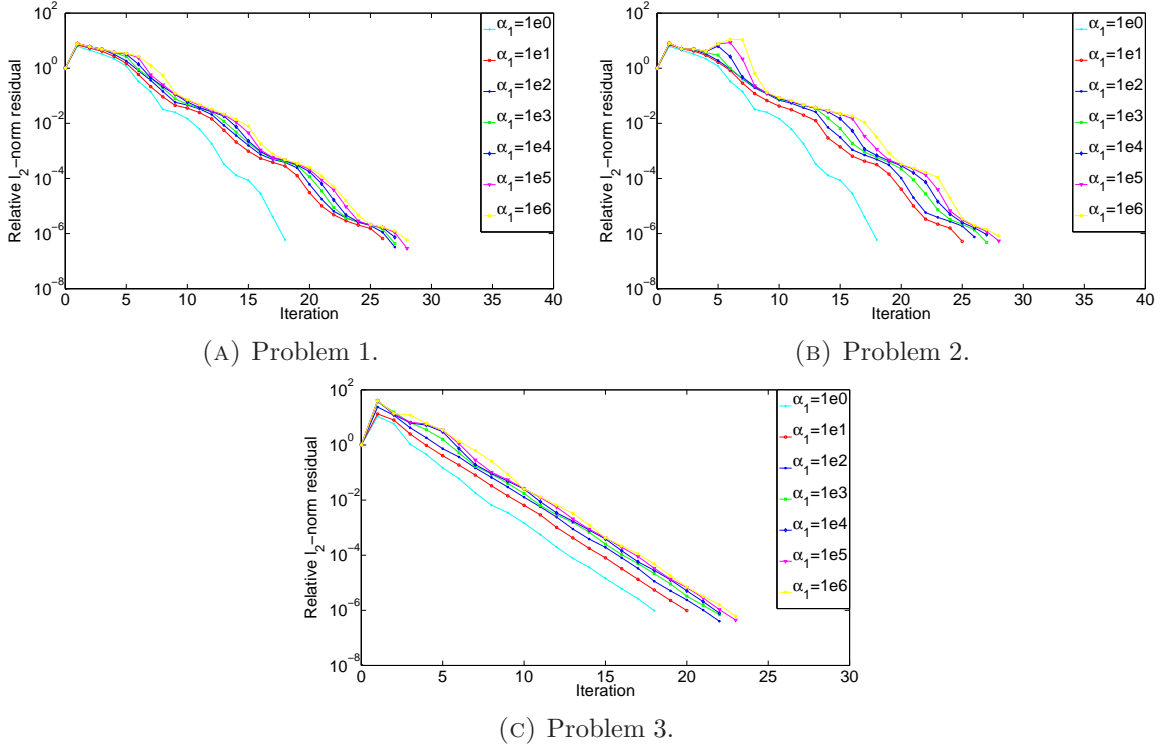 10^2
10^0
10^-2
10^-4
10^-6
10^-8
Relative l_2-norm residual
0 5 10 15 20 25 30 35 40
Iteration
α_1=1e0
α_1=1e1
α_1=1e2
α_1=1e3
α_1=1e4
α_1=1e5
α_1=1e6
(A) Problem 1.
10^2
10^0
10^-2
10^-4
10^-6
10^-8
Relative l_2-norm residual
0 5 10 15 20 25 30 35 40
Iteration
α_1=1e0
α_1=1e1
α_1=1e2
α_1=1e3
α_1=1e4
α_1=1e5
α_1=1e6
(B) Problem 2.
10^2
10^0
10^-2
10^-4
10^-6
10^-8
Relative l_2-norm residual
0 5 10 15 20 25 30
Iteration
α_1=1e0
α_1=1e1
α_1=1e2
α_1=1e3
α_1=1e4
α_1=1e5
α_1=1e6
(C) Problem 3.